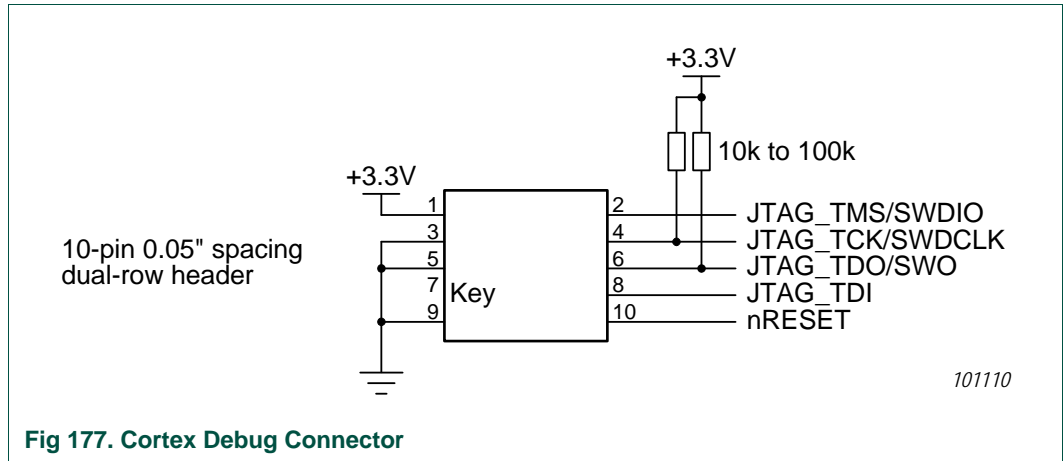 +3.3V
10k to 100k
+3.3V
1
2
JTAG_TMS/SWDIO
3
4
JTAG_TCK/SWDCLK
10-pin 0.05" spacing
dual-row header
5
6
JTAG_TDO/SWO
7
Key
8
JTAG_TDI
9
10
nRESET
101110
Fig 177. Cortex Debug Connector